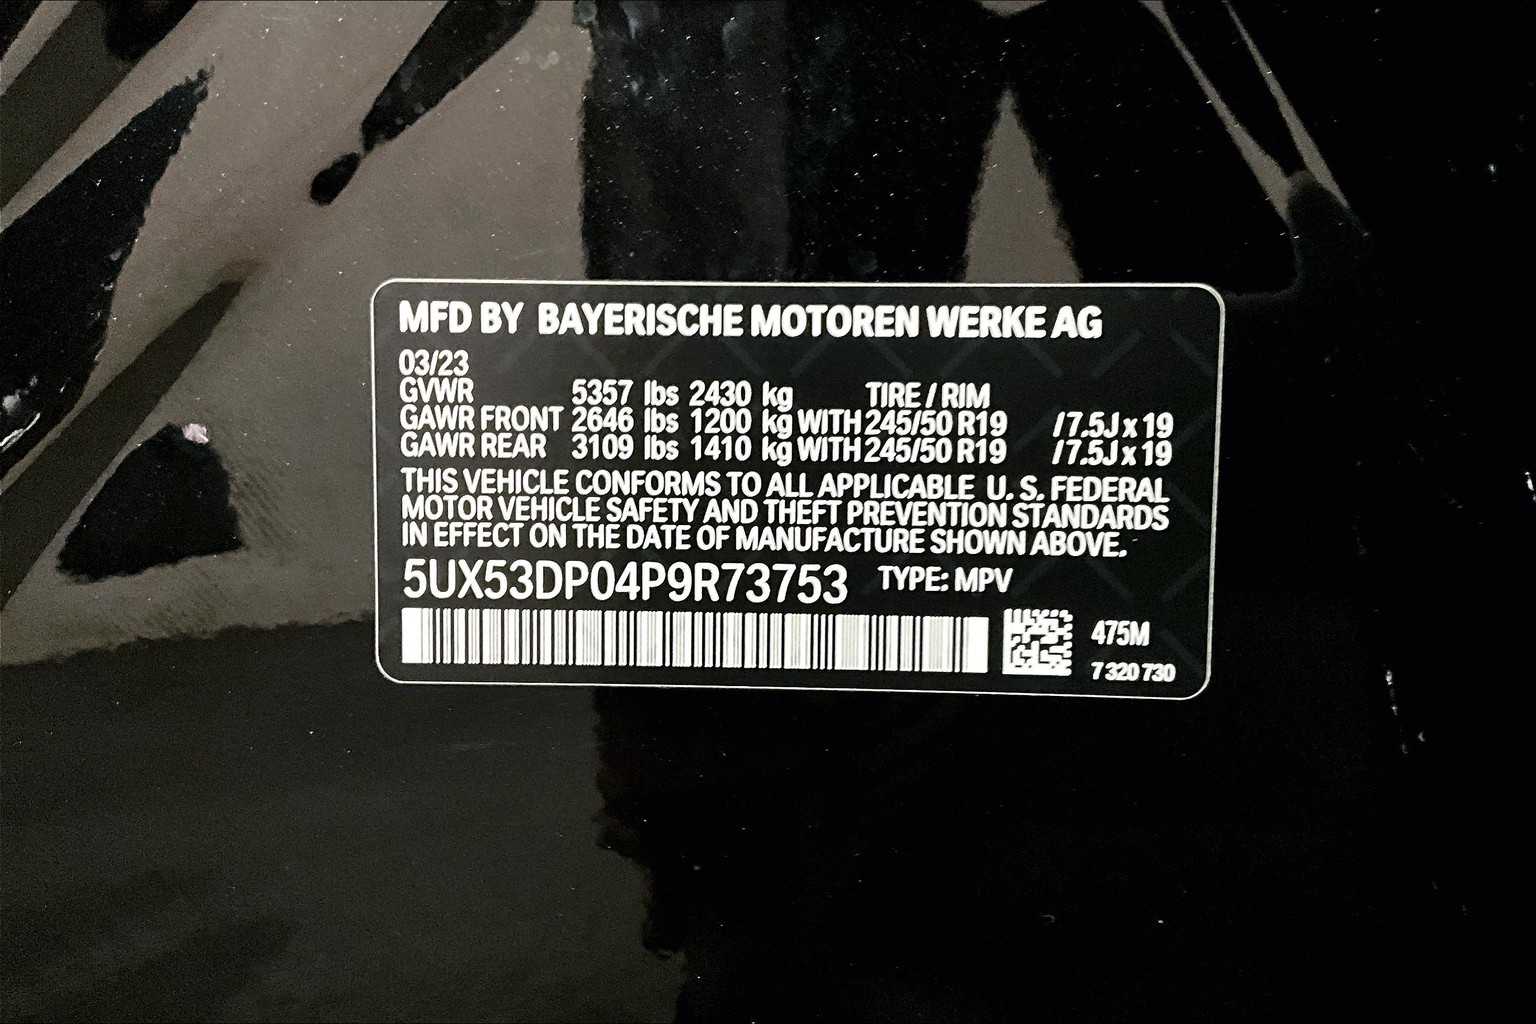 MFD BY BAYERISCHE MOTOREN WERKE AG
03/23
GVWR 5357 lbs 2430 kg TIRE / RIM
GAWR FRONT 2646 lbs 1200 kg WITH 245/50 R19 / 7.5J x 19
GAWR REAR 3109 lbs 1410 kg WITH 245/50 R19 / 7.5J x 19
THIS VEHICLE CONFORMS TO ALL APPLICABLE U. S. FEDERAL
MOTOR VEHICLE SAFETY AND THEFT PREVENTION STANDARDS
IN EFFECT ON THE DATE OF MANUFACTURE SHOWN ABOVE.
5UX53DP04P9R73753 TYPE: MPV
475M
7 320 730